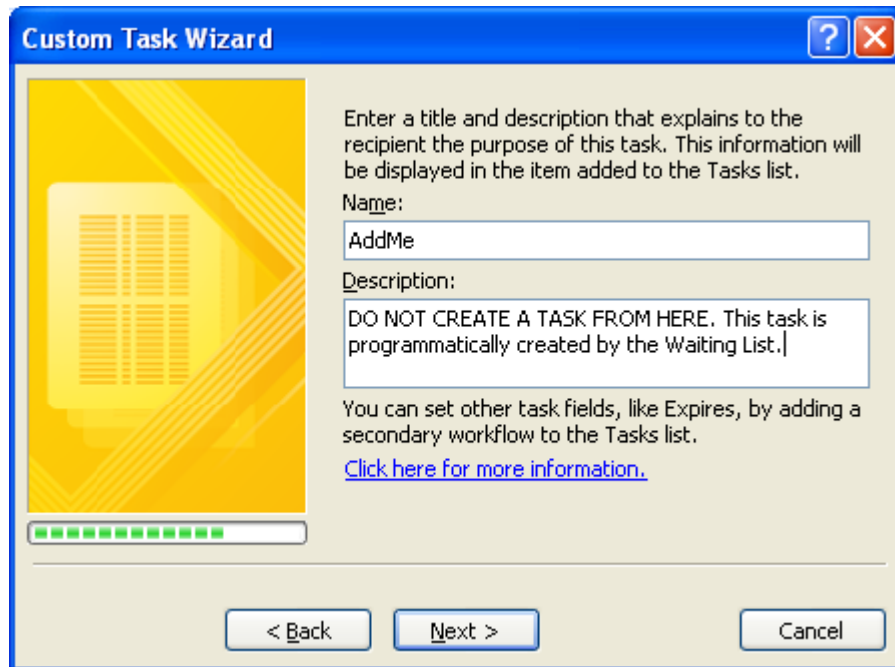 Custom Task Wizard
Enter a title and description that explains to the
recipient the purpose of this task. This information will
be displayed in the item added to the Tasks list.
Name:
AddMe
Description:
DO NOT CREATE A TASK FROM HERE. This task is
programmatically created by the Waiting List.
You can set other task fields, like Expires, by adding a
secondary workflow to the Tasks list.
Click here for more information.
< Back
Next >
Cancel